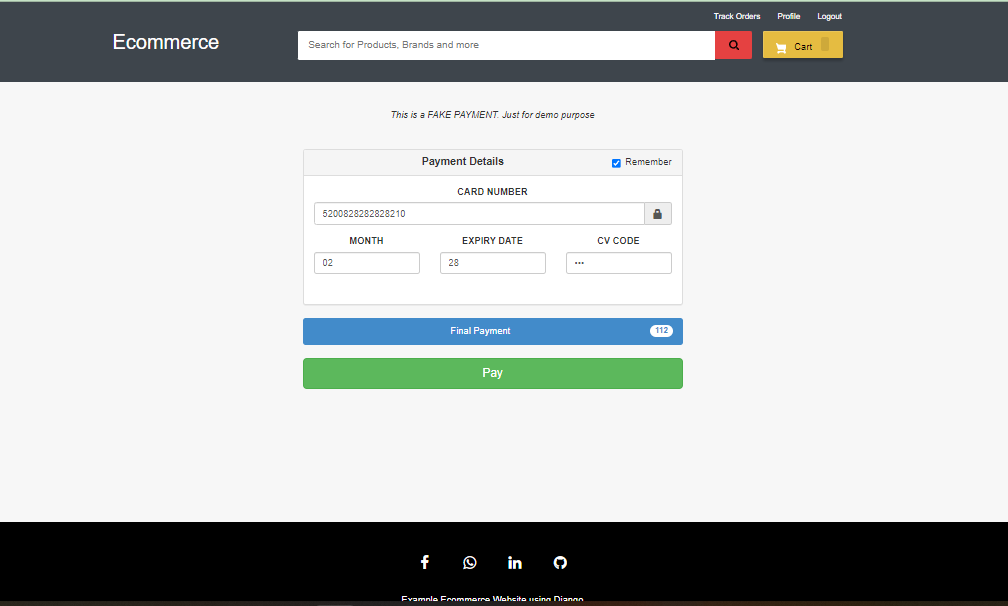 Track Orders Profile Logout
Ecommerce
Search for Products, Brands and more
Cart
This is a FAKE PAYMENT. Just for demo purpose
Payment Details
Remember
CARD NUMBER
5200828282828210
MONTH EXPIRY DATE CV CODE
02 28 •••
Final Payment 112
Pay
Example Ecommerce Website using Django